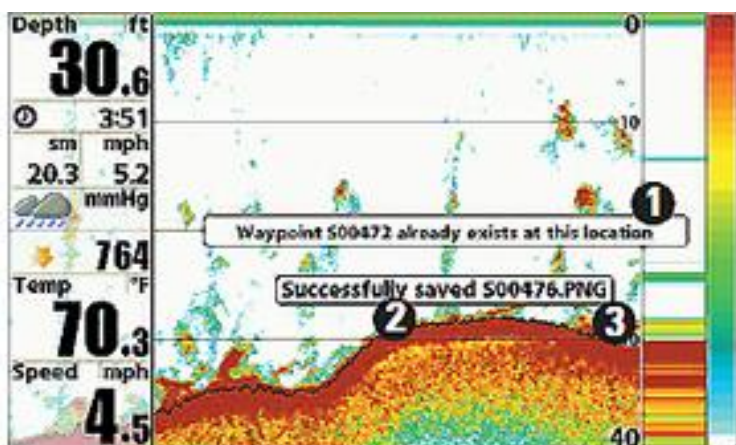 Depth ft
30.6
3:51
sm mph
20.3 5.2
mmHg
764
Temp °F
70.3
Speed mph
4.5
0
10
1
Waypoint S00472 already exists at this location
Successfully saved S00476.PNG
2 3
40